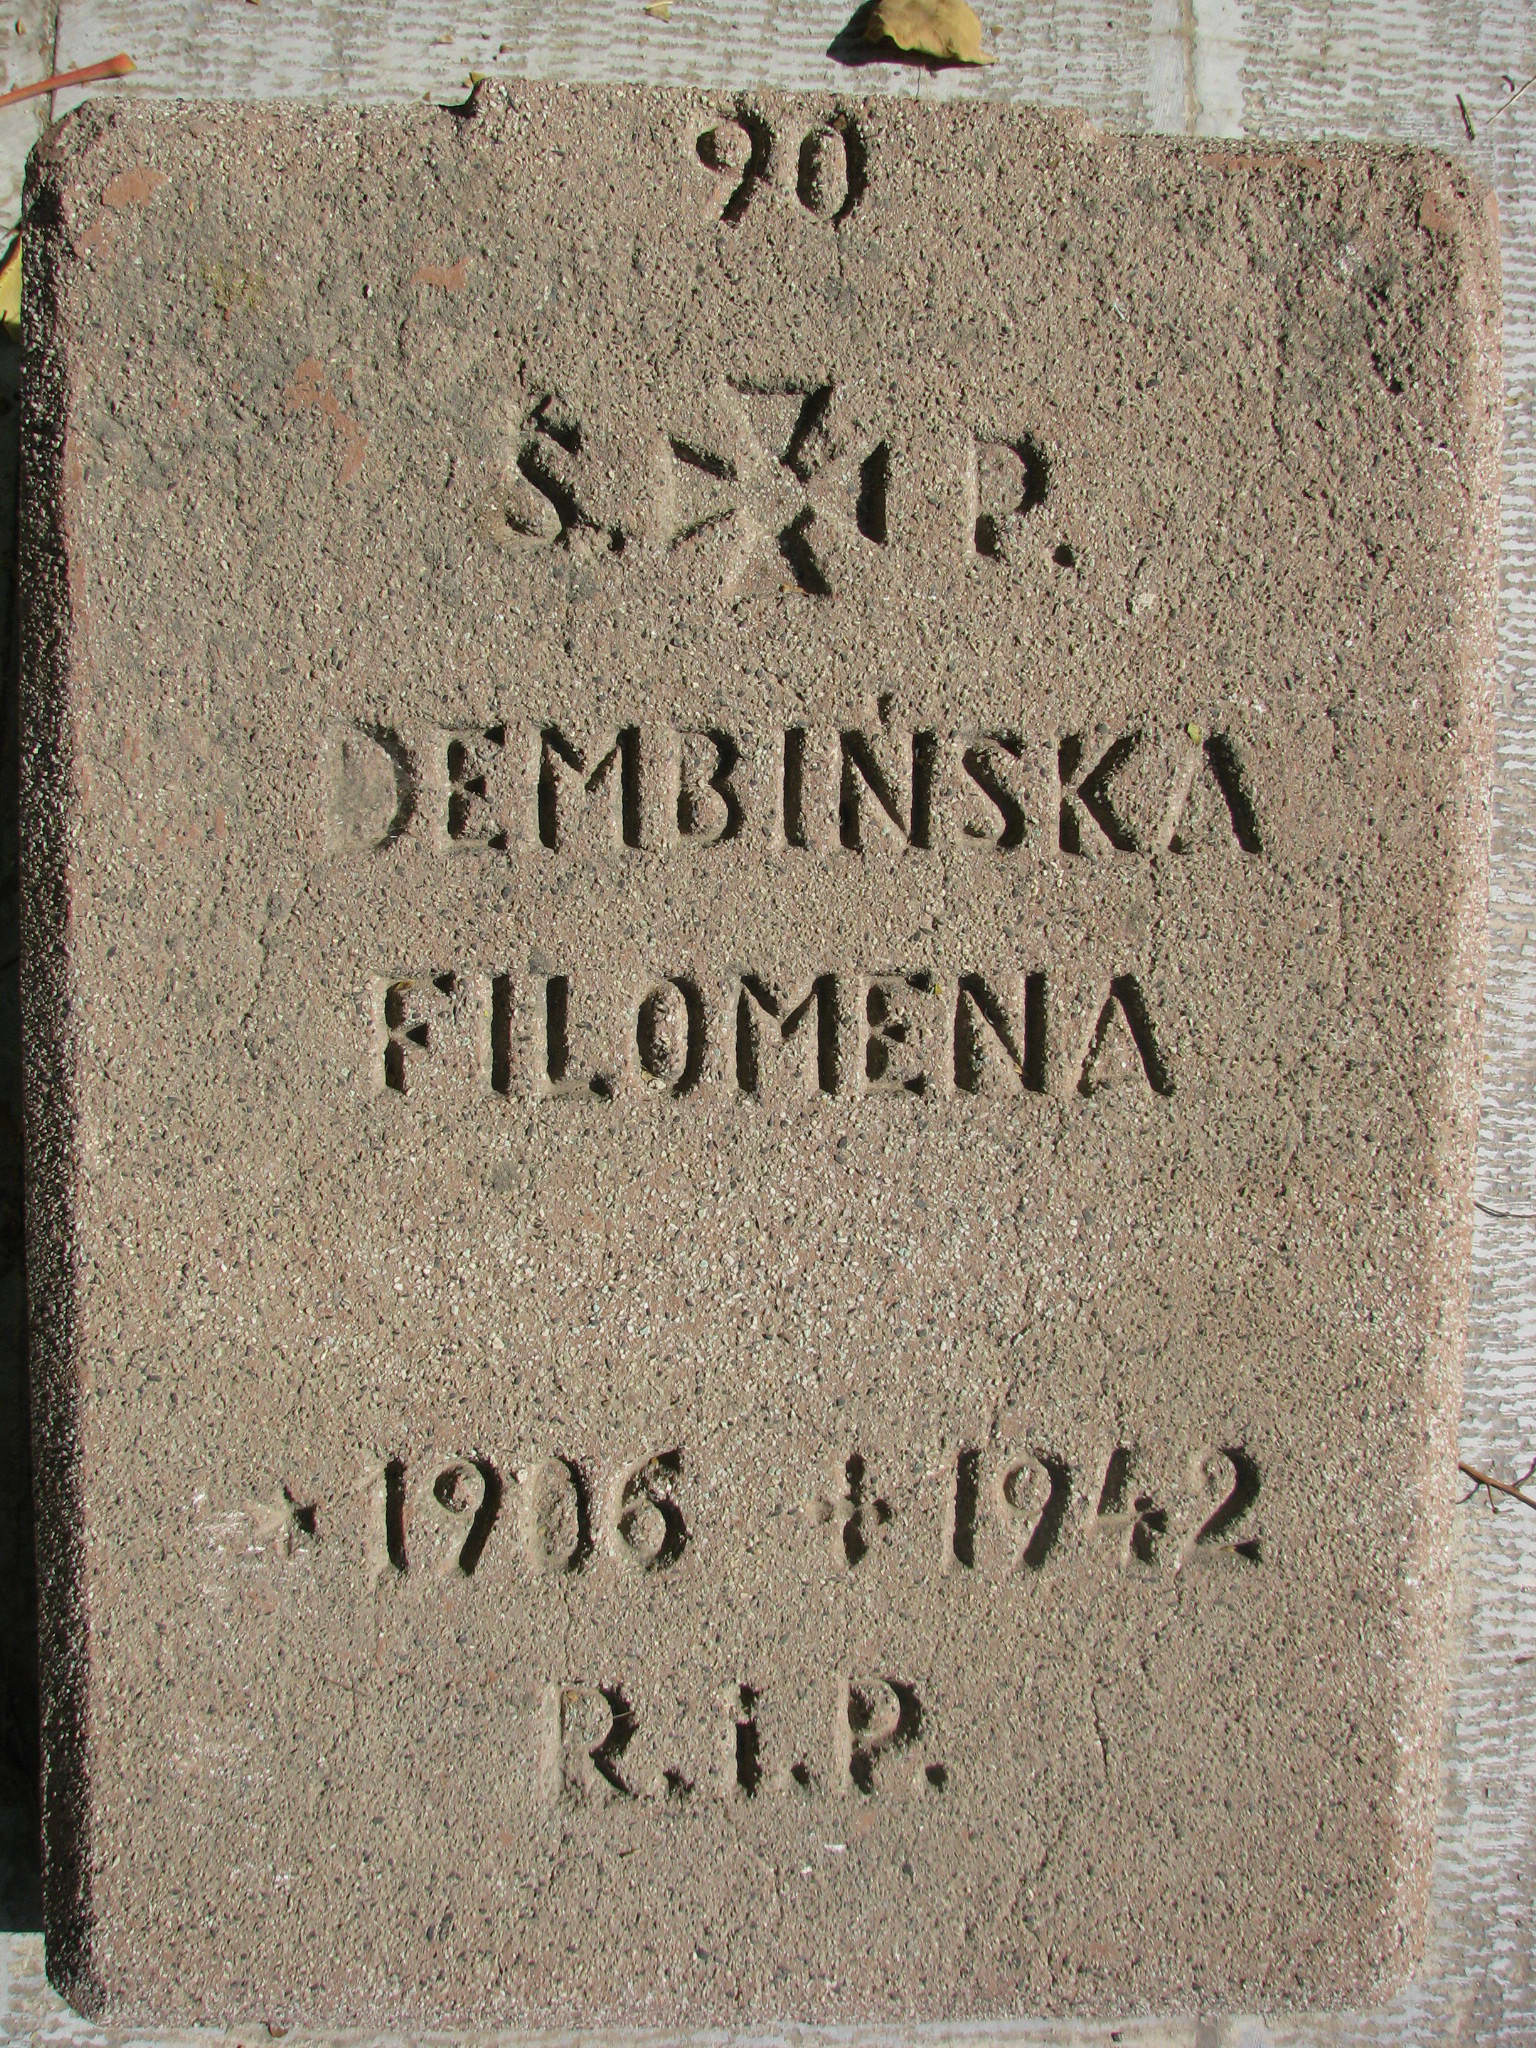 90
Ś. P.
DEMBIŃSKA
FILOMENA
* 1906 + 1942
R.I.P.